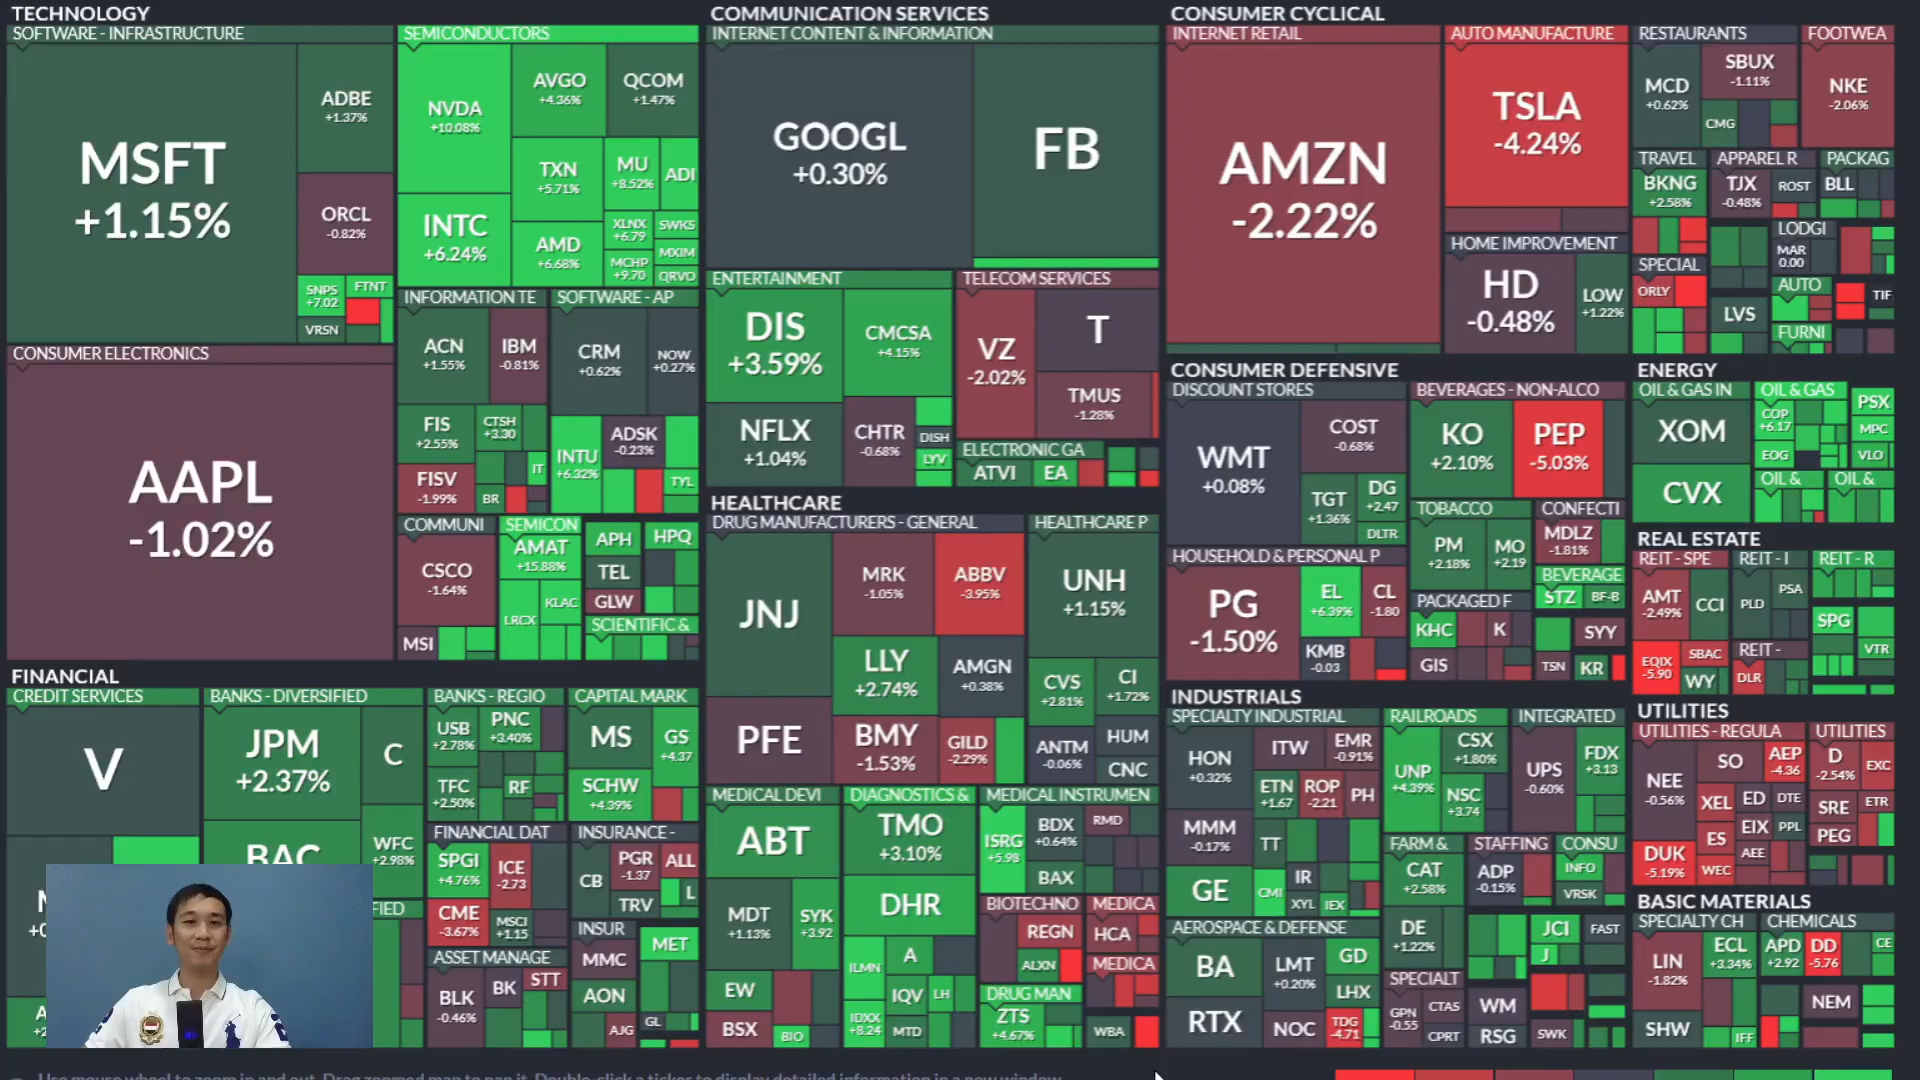 TECHNOLOGY
SOFTWARE - INFRASTRUCTURE
MSFT
+1.15%
ADBE
+1.37%
ORCL
-0.82%
SNPS
+7.02
FTNT
VRSN
CONSUMER ELECTRONICS
AAPL
-1.02%
SEMICONDUCTORS
NVDA
+10.08%
AVGO
+4.36%
QCOM
+1.47%
INTC
+6.24%
TXN
+5.71%
MU
+8.52%
ADI
AMD
+6.68%
XLNX
+6.79
SWKS
MCHP
+9.70
MXIM
QRVO
INFORMATION TE
ACN
+1.55%
IBM
-0.81%
FIS
+2.55%
CTSH
+3.30
FISV
-1.99%
IT
BR
SOFTWARE - AP
CRM
+0.62%
NOW
+0.27%
INTU
+6.32%
ADSK
-0.23%
TYL
COMMUNI
CSCO
-1.64%
MSI
SEMICON
AMAT
+15.88%
LRCX
KLAC
APH
HPQ
TEL
GLW
SCIENTIFIC &
COMMUNICATION SERVICES
INTERNET CONTENT & INFORMATION
GOOGL
+0.30%
FB
ENTERTAINMENT
DIS
+3.59%
CMCSA
+4.15%
NFLX
+1.04%
CHTR
-0.68%
DISH
LYV
TELECOM SERVICES
VZ
-2.02%
T
TMUS
-1.28%
ELECTRONIC GA
ATVI
EA
CONSUMER CYCLICAL
INTERNET RETAIL
AMZN
-2.22%
AUTO MANUFACTURE
TSLA
-4.24%
HOME IMPROVEMENT
HD
-0.48%
LOW
+1.22%
RESTAURANTS
MCD
+0.62%
SBUX
-1.11%
CMG
FOOTWEA
NKE
-2.06%
TRAVEL
BKNG
+2.58%
APPAREL R
TJX
-0.48%
ROST
PACKAG
BLL
LODGI
MAR
0.00
SPECIAL
ORLY
LVS
AUTO
TIF
FURNI
HEALTHCARE
DRUG MANUFACTURERS - GENERAL
JNJ
MRK
-1.05%
ABBV
-3.95%
LLY
+2.74%
AMGN
+0.38%
PFE
BMY
-1.53%
GILD
-2.29%
HEALTHCARE P
UNH
+1.15%
CVS
+2.81%
CI
+1.72%
ANTM
-0.06%
HUM
CNC
MEDICAL DEVI
ABT
MDT
+1.13%
SYK
+3.92
EW
BSX
BIO
DIAGNOSTICS &
TMO
+3.10%
DHR
ILMN
A
IQV
LH
IDXX
+8.24
MTD
MEDICAL INSTRUMEN
ISRG
+5.98
BDX
+0.64%
RMD
BAX
BIOTECHNO
REGN
ALXN
MEDICA
HCA
MEDICA
DRUG MAN
ZTS
+4.67%
WBA
CONSUMER DEFENSIVE
DISCOUNT STORES
WMT
+0.08%
COST
-0.68%
TGT
+1.36%
DG
+2.47
DLTR
BEVERAGES - NON-ALCO
KO
+2.10%
PEP
-5.03%
HOUSEHOLD & PERSONAL P
PG
-1.50%
EL
+6.39%
CL
-1.80
KMB
-0.03
TOBACCO
PM
+2.18%
MO
+2.19
CONFECTI
MDLZ
-1.81%
BEVERAGE
STZ
BF-B
PACKAGED F
KHC
K
GIS
SYY
TSN
KR
ENERGY
OIL & GAS IN
XOM
CVX
OIL & GAS
COP
+6.17
EOG
PSX
MPC
VLO
OIL &
OIL &
REAL ESTATE
REIT - SPE
AMT
-2.49%
CCI
EQIX
-5.90
SBAC
WY
REIT - I
PLD
PSA
REIT - R
SPG
VTR
REIT -
DLR
FINANCIAL
CREDIT SERVICES
V
BANKS - DIVERSIFIED
JPM
+2.37%
C
BAC
WFC
+2.98%
FIED
BANKS - REGIO
USB
+2.78%
PNC
+3.40%
TFC
+2.50%
RF
CAPITAL MARK
MS
GS
+4.37
SCHW
+4.39%
FINANCIAL DAT
SPGI
+4.76%
ICE
-2.73
CME
-3.67%
MSCI
+1.15
INSURANCE -
CB
PGR
-1.37
ALL
TRV
L
INSUR
MMC
AON
AJG
MET
GL
ASSET MANAGE
BLK
-0.46%
BK
STT
INDUSTRIALS
SPECIALTY INDUSTRIAL
HON
+0.32%
ITW
EMR
-0.91%
ETN
+1.67
ROP
-2.21
PH
MMM
-0.17%
TT
GE
CMI
IR
XYL
IEX
RAILROADS
UNP
+4.39%
CSX
+1.80%
NSC
+3.74
INTEGRATED
UPS
-0.60%
FDX
+3.13
FARM &
CAT
+2.58%
DE
+1.22%
STAFFING
ADP
-0.15%
CONSU
INFO
VRSK
AEROSPACE & DEFENSE
BA
LMT
+0.20%
GD
LHX
RTX
NOC
TDG
-4.71
JCI
J
FAST
SPECIALT
GPN
-0.55
CTAS
CPRT
WM
RSG
SWK
UTILITIES
UTILITIES - REGULA
NEE
-0.56%
SO
AEP
-4.36
XEL
ED
DTE
ES
EIX
PPL
DUK
-5.19%
WEC
AEE
UTILITIES
D
-2.54%
EXC
SRE
ETR
PEG
BASIC MATERIALS
SPECIALTY CH
LIN
-1.82%
ECL
+3.34%
SHW
IFF
CHEMICALS
APD
+2.92
DD
-5.76
CE
NEM
Use mouse wheel to zoom in and out. Drag zoomed map to pan it. Double-click a ticker to display detailed information in a new window.